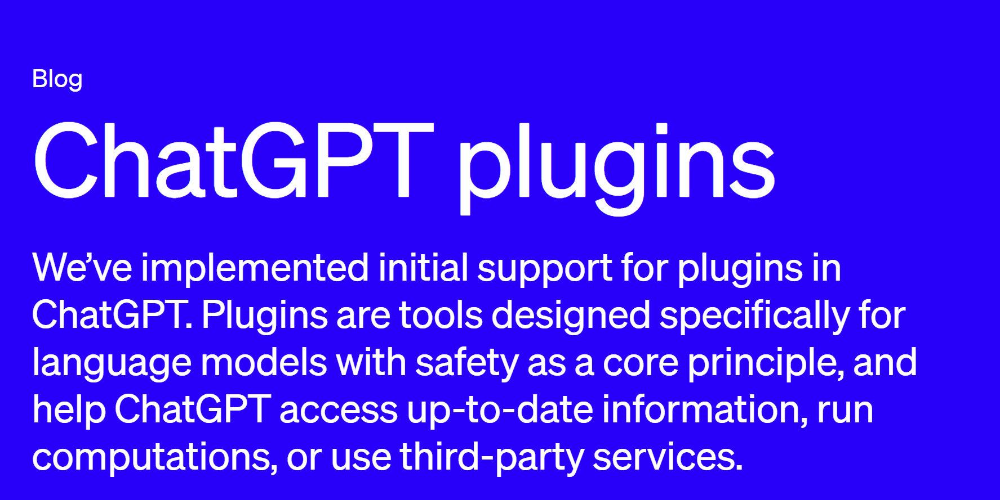 Blog
ChatGPT plugins
We’ve implemented initial support for plugins in
ChatGPT. Plugins are tools designed specifically for
language models with safety as a core principle, and
help ChatGPT access up-to-date information, run
computations, or use third-party services.